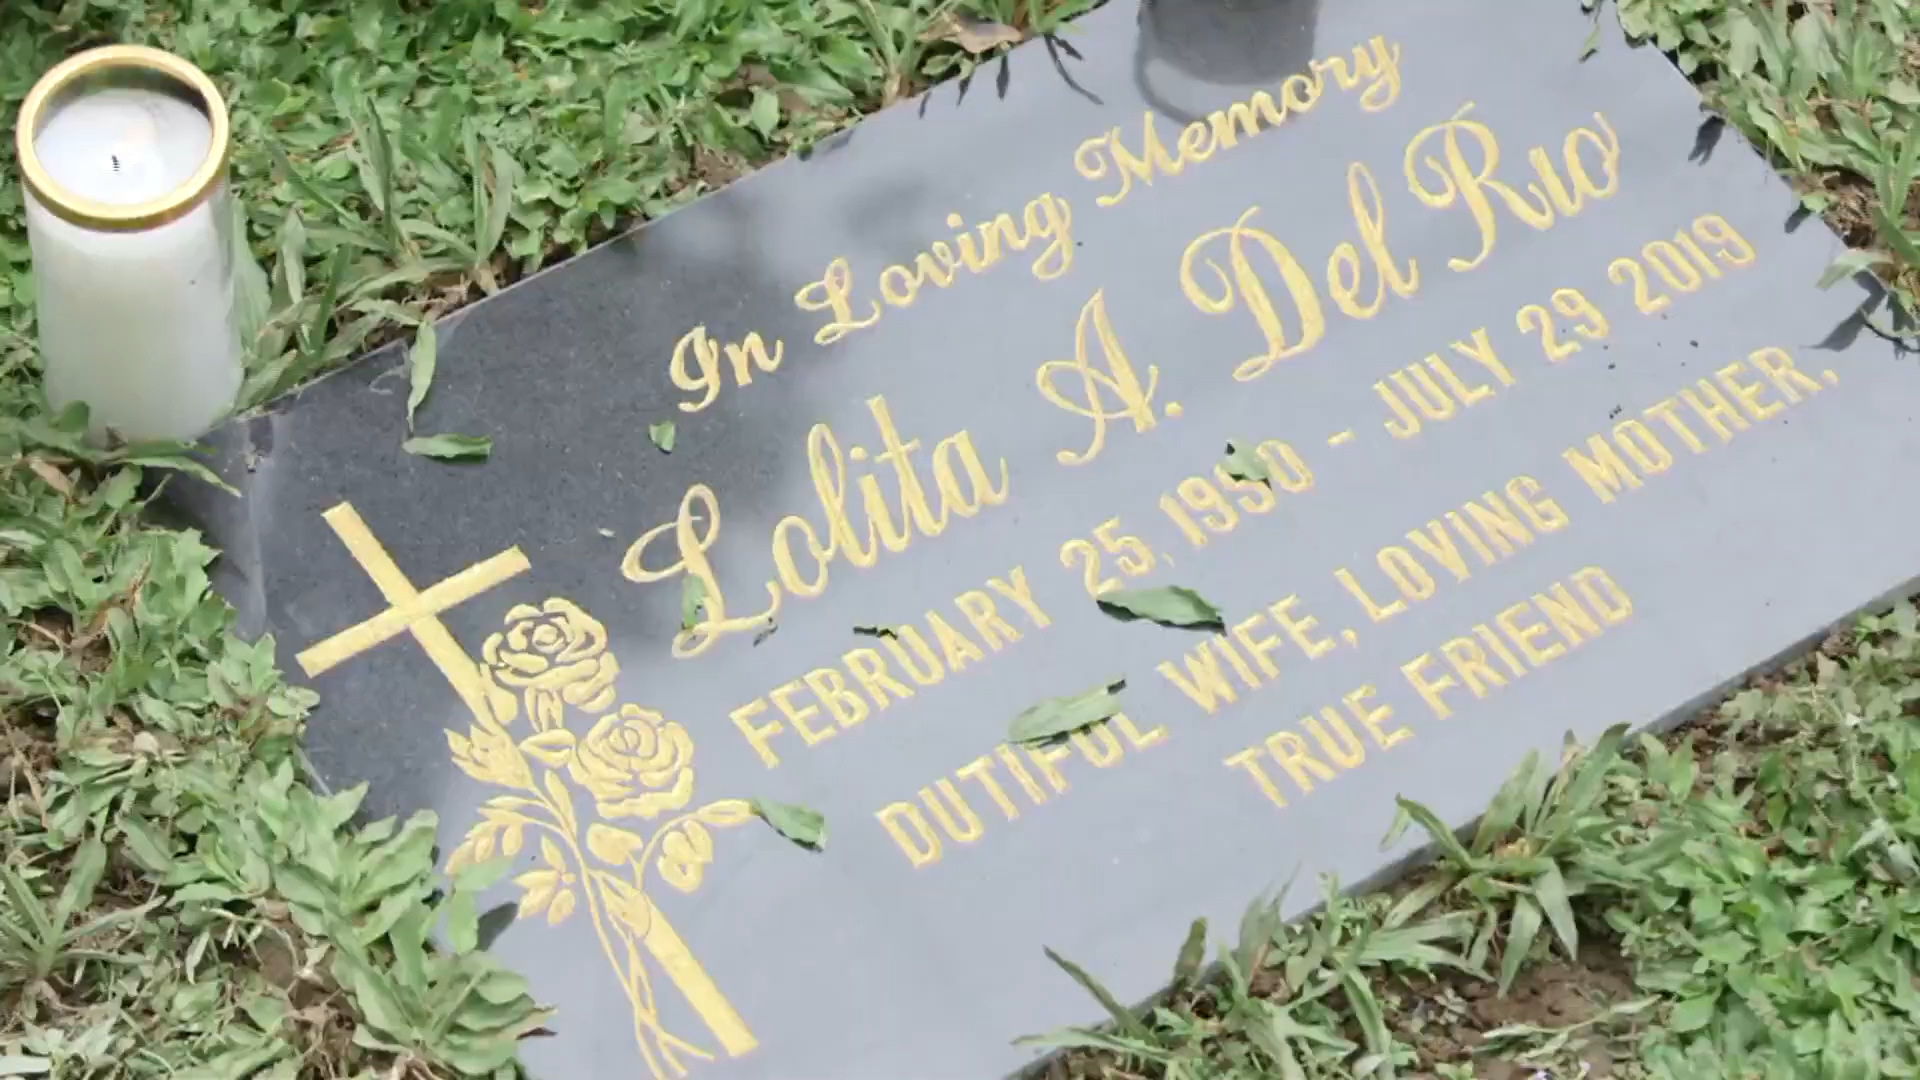 In Loving Memory
Lolita A. Del Rio
FEBRUARY 25, 1950 - JULY 29 2019
DUTIFUL WIFE, LOVING MOTHER,
TRUE FRIEND